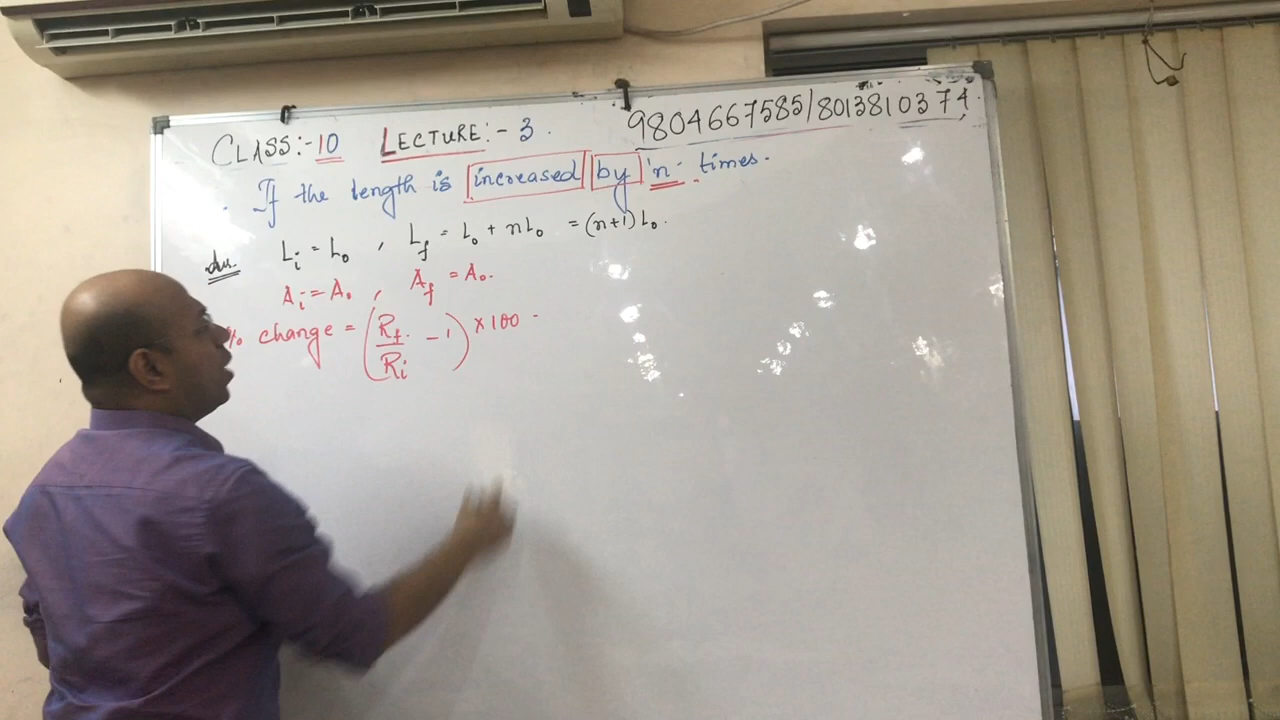 CLASS:-10 LECTURE:-3.
9804667585/8013810374
If the length is increased by 'n' times.
Li = L0, Lf = L0 + nL0 = (n+1)L0.
Ai = A0, Af = A0.
% change = (Rf/Ri - 1) × 100